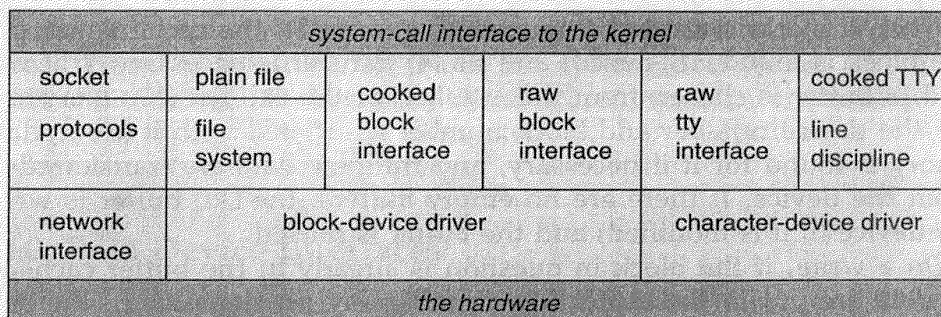 system-call interface to the kernel
socket
plain file
cooked block interface
raw block interface
raw tty interface
cooked TTY
protocols
file system
line discipline
network interface
block-device driver
character-device driver
the hardware